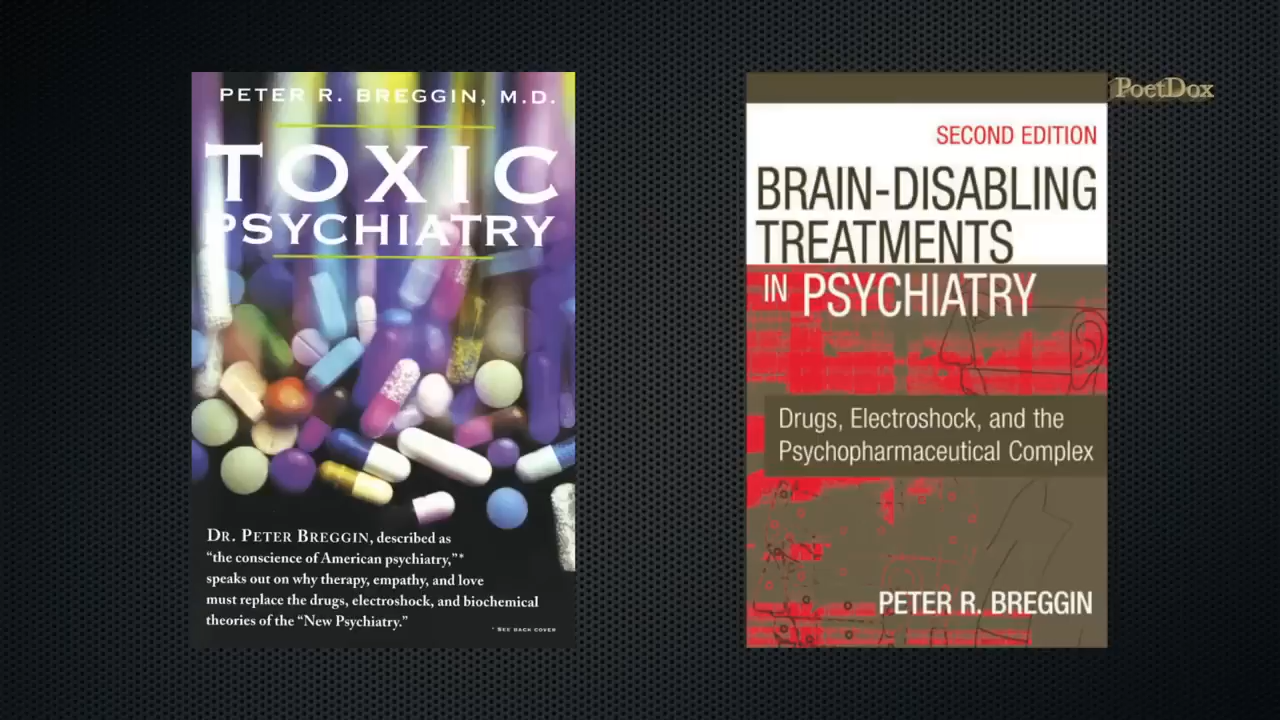 PETER R. BREGGIN, M.D.
TOXIC
PSYCHIATRY
DR. PETER BREGGIN, described as
“the conscience of American psychiatry,”*
speaks out on why therapy, empathy, and love
must replace the drugs, electroshock, and biochemical
theories of the “New Psychiatry.”
* SEE BACK COVER
PoetDox
SECOND EDITION
BRAIN-DISABLING
TREATMENTS
IN PSYCHIATRY
Drugs, Electroshock, and the
Psychopharmaceutical Complex
PETER R. BREGGIN